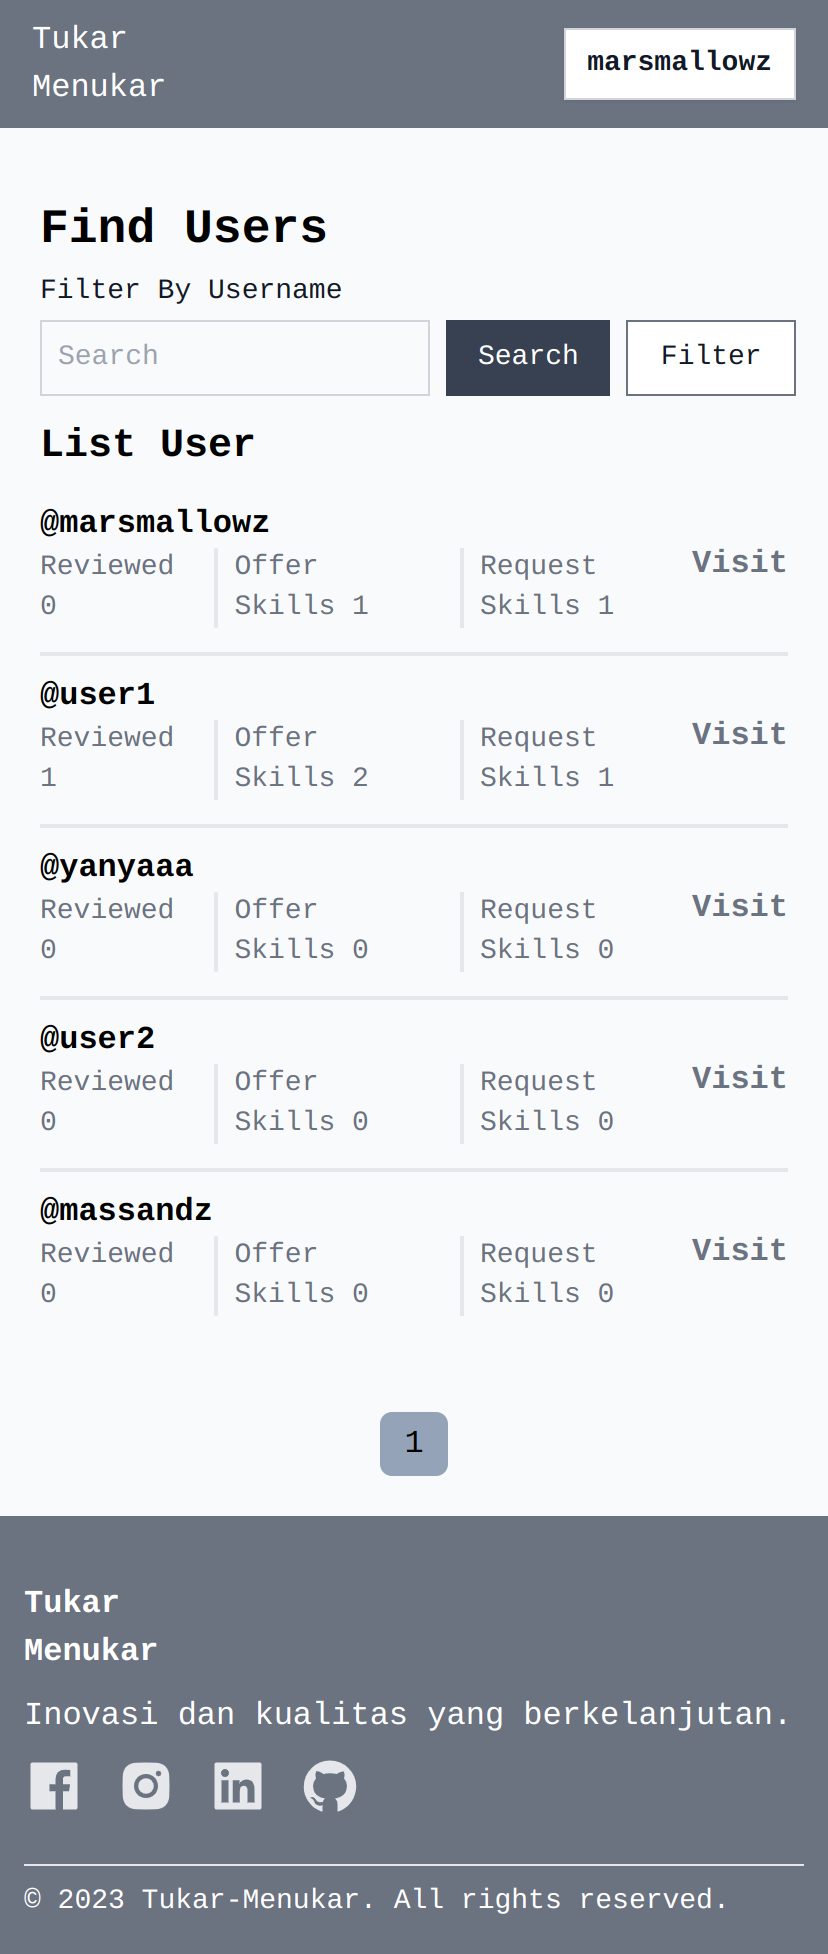 Tukar
Menukar
marsmallowz
Find Users
Filter By Username
Search
Search
Filter
List User
@marsmallowz
Reviewed
0
Offer
Skills 1
Request
Skills 1
Visit
@user1
Reviewed
1
Offer
Skills 2
Request
Skills 1
Visit
@yanyaaa
Reviewed
0
Offer
Skills 0
Request
Skills 0
Visit
@user2
Reviewed
0
Offer
Skills 0
Request
Skills 0
Visit
@massandz
Reviewed
0
Offer
Skills 0
Request
Skills 0
Visit
1
Tukar
Menukar
Inovasi dan kualitas yang berkelanjutan.
© 2023 Tukar-Menukar. All rights reserved.